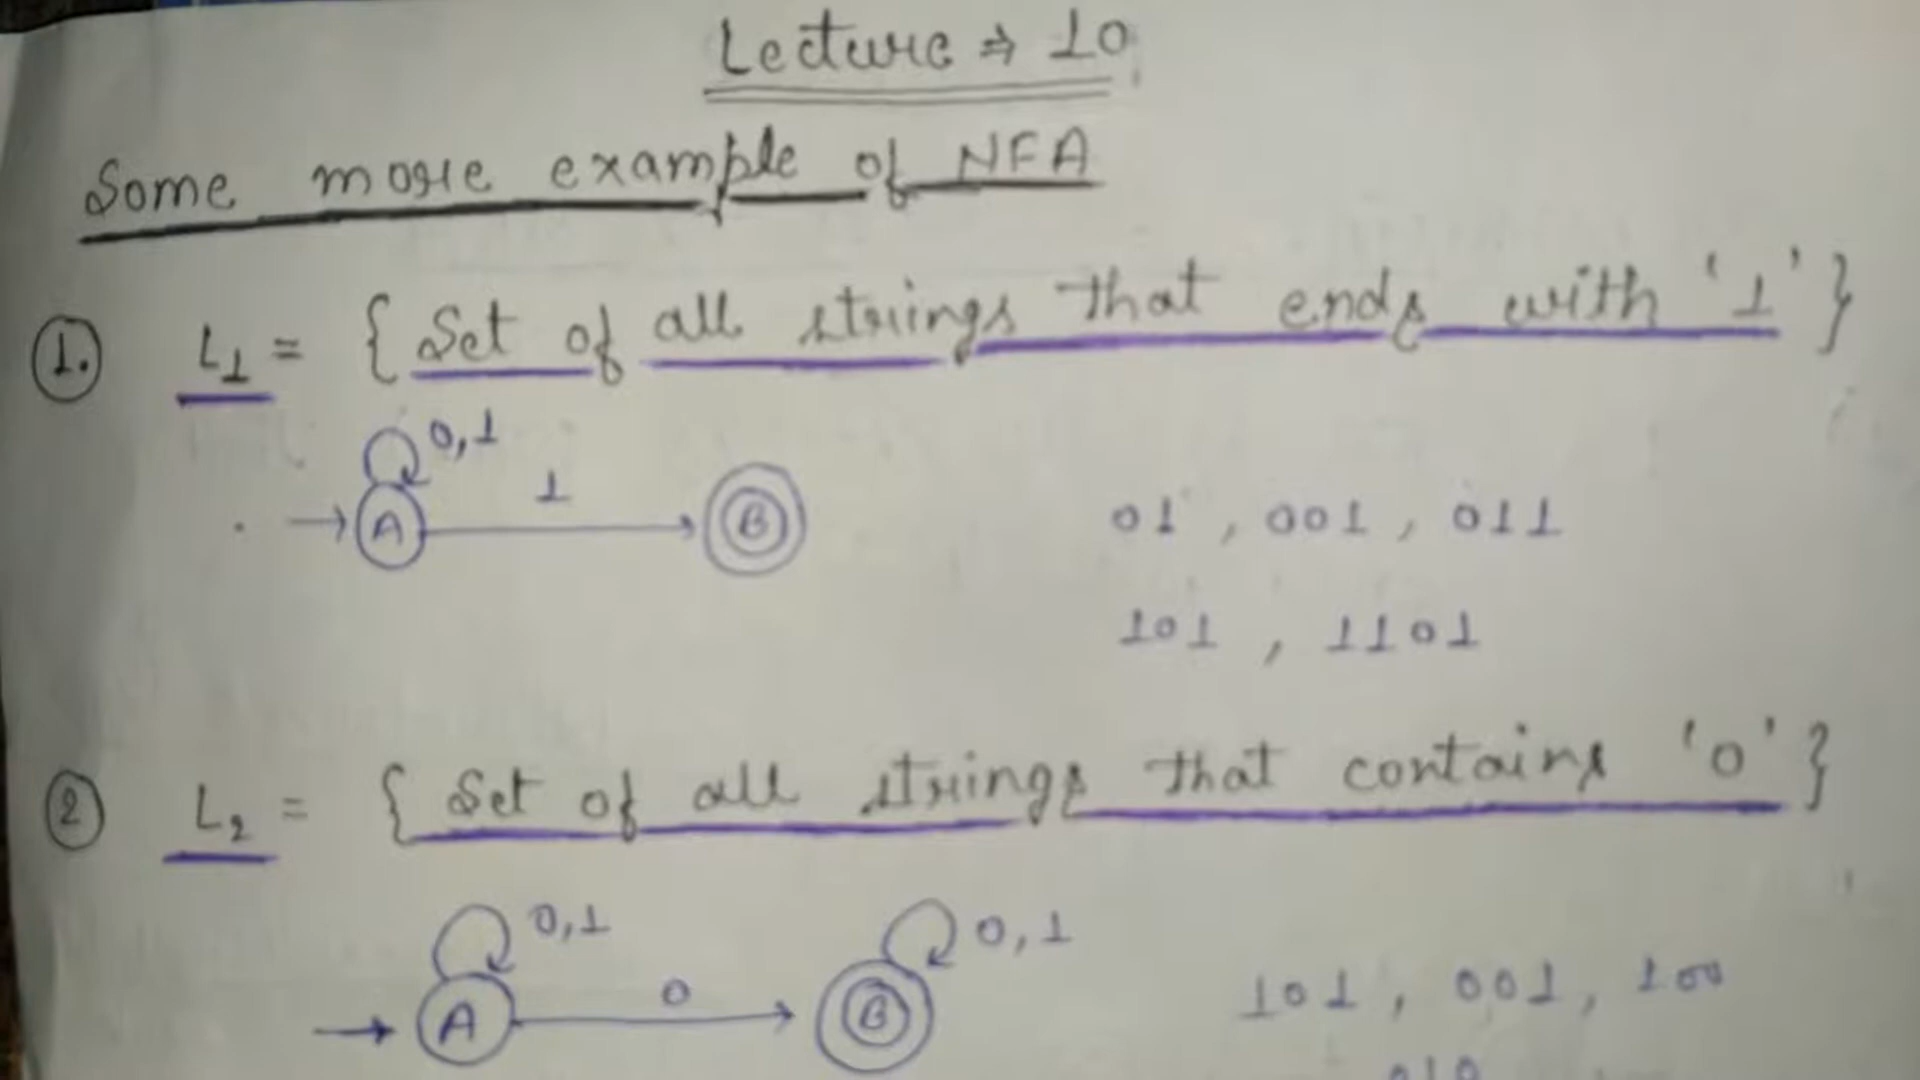 Lecture ⇒ 10
Some more example of NFA
1. L₁ = { Set of all strings that ends with '1' }
0,1
1
A B
01 , 001 , 011
101 , 1101
2 L₂ = { Set of all strings that contains '0' }
0,1 0,1
0
A B
101 , 001 , 100
010